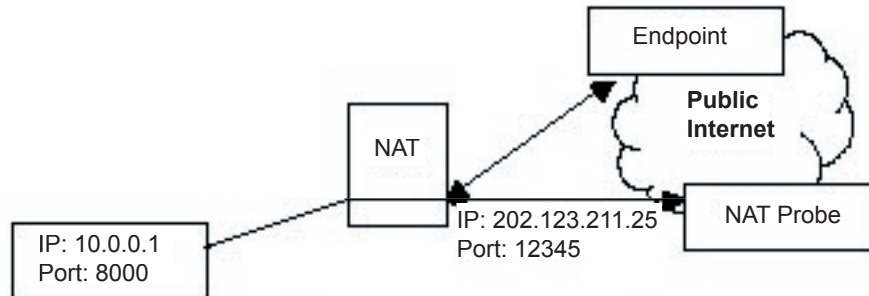 Endpoint
Public
Internet
NAT
IP: 202.123.211.25
Port: 12345
NAT Probe
IP: 10.0.0.1
Port: 8000